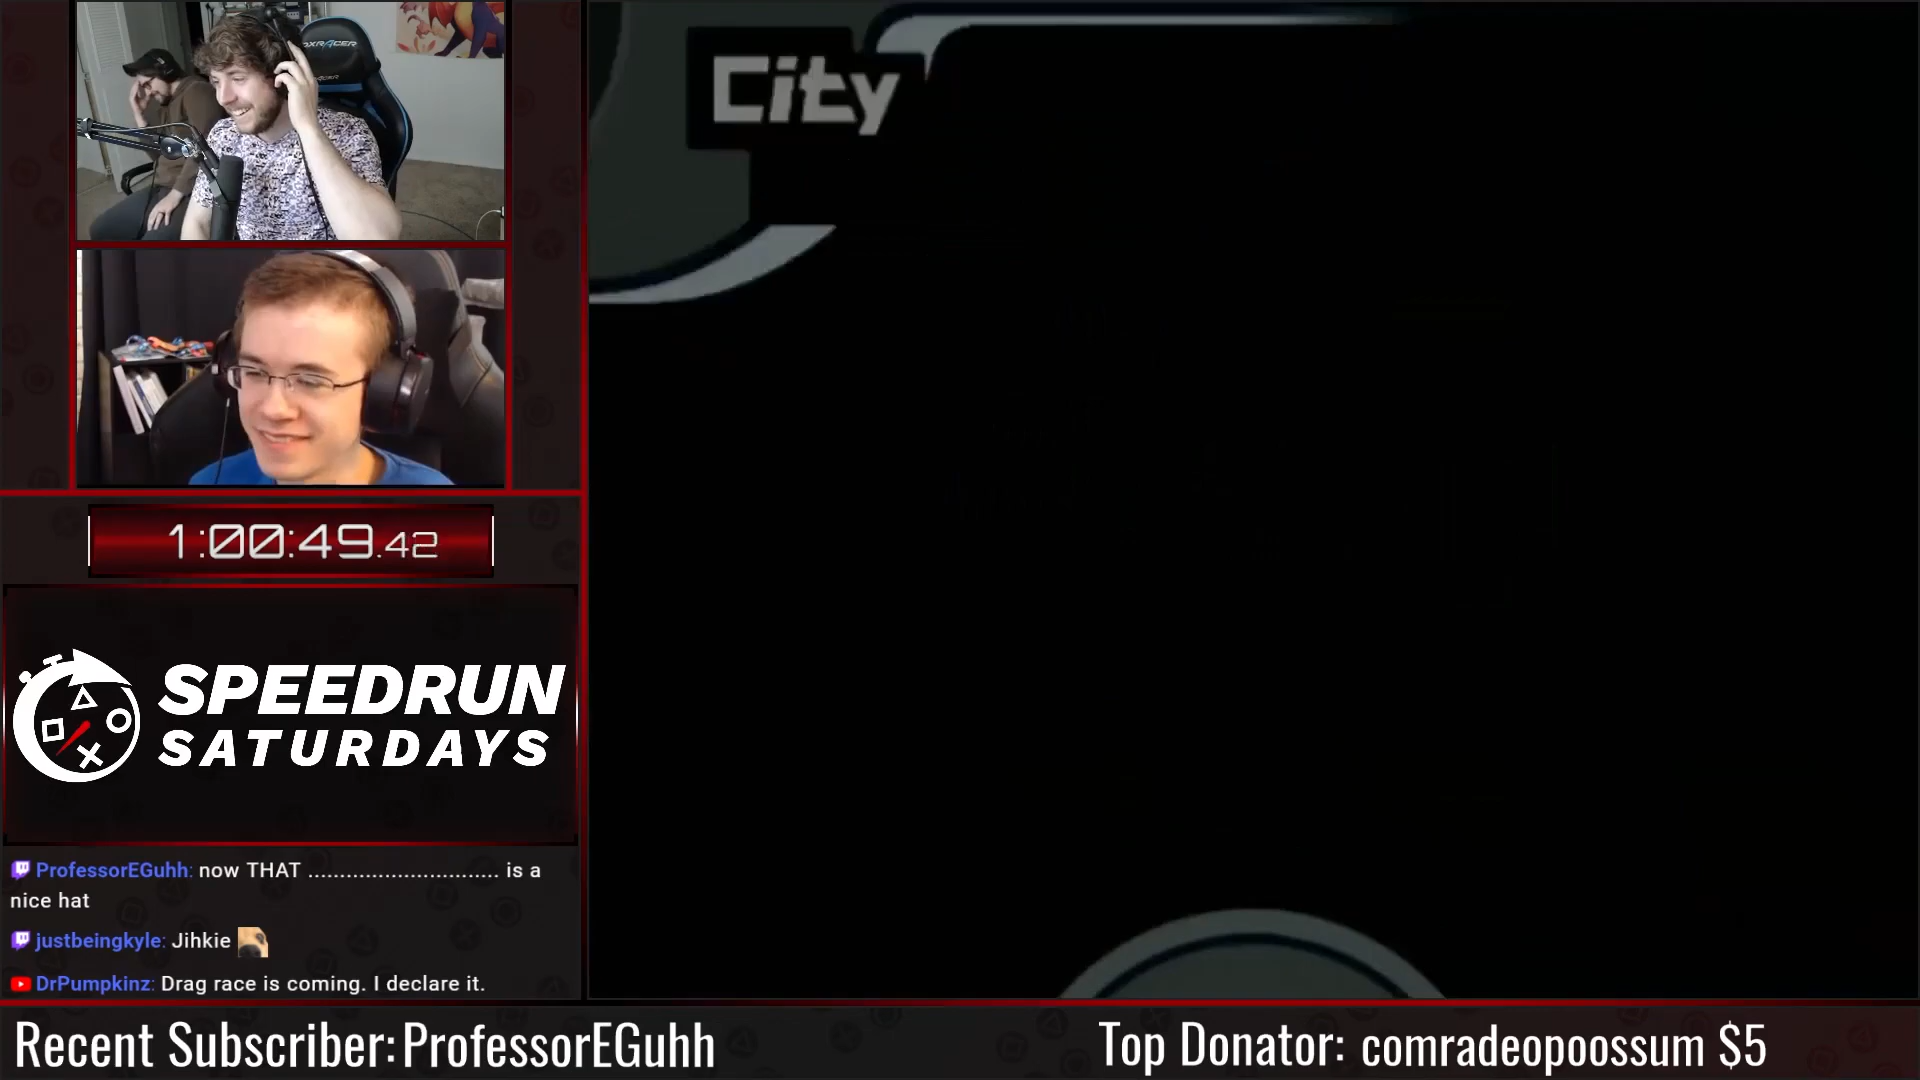 DXRACER
City
1:00:49.42
SPEEDRUN
SATURDAYS
ProfessorEGuhh: now THAT .............................. is a
nice hat
justbeingkyle: Jihkie
DrPumpkinz: Drag race is coming. I declare it.
Recent Subscriber: ProfessorEGuhh
Top Donator: comradeopoossum $5